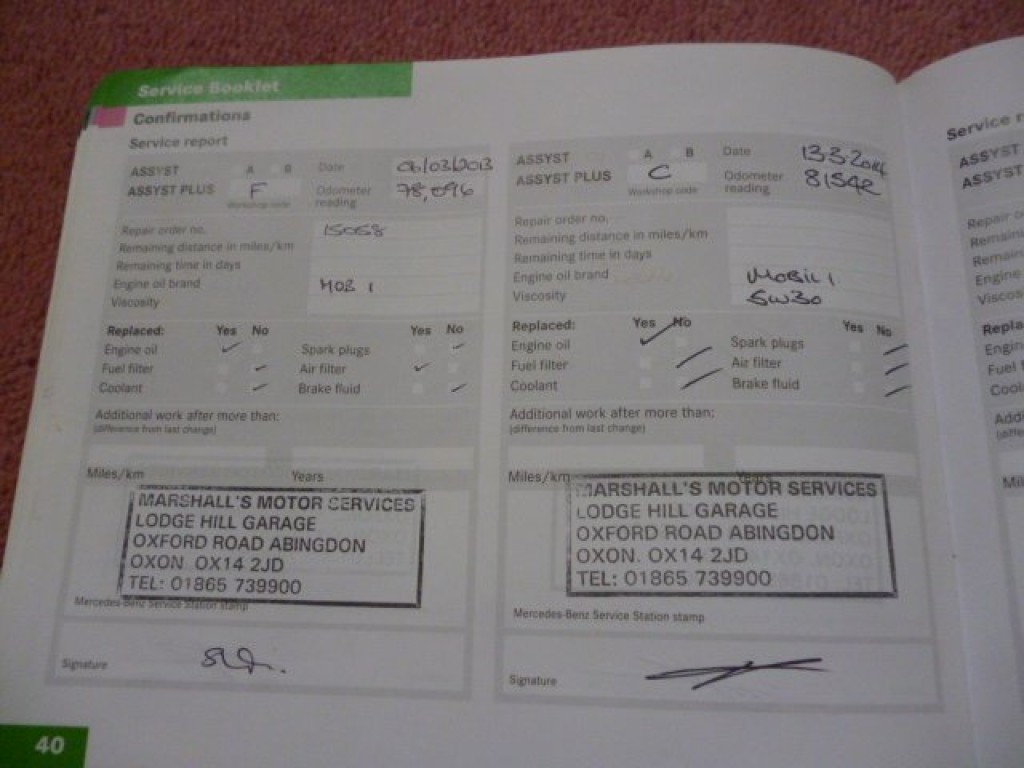 Service Booklet
Confirmations
Service report
ASSYST A B Date 06/03/2013
ASSYST PLUS F Odometer reading 78,096
Workshop code
Repair order no. 15058
Remaining distance in miles/km
Remaining time in days
Engine oil brand MOB 1
Viscosity
Replaced: Yes No Yes No
Engine oil ✓ Spark plugs ✓
Fuel filter ✓ Air filter ✓
Coolant ✓ Brake fluid ✓
Additional work after more than:
(difference from last change)
Miles/km Years
MARSHALL'S MOTOR SERVICES
LODGE HILL GARAGE
OXFORD ROAD ABINGDON
OXON. OX14 2JD
TEL: 01865 739900
Mercedes-Benz Service Station stamp
Signature
40
ASSYST A B Date 13 3 2014
ASSYST PLUS C Odometer reading
Workshop code
Repair order no.
Remaining distance in miles/km
Remaining time in days
Engine oil brand MOBIL 1
Viscosity 5W30
Replaced: Yes No Yes No
Engine oil ✓ Spark plugs
Fuel filter Air filter
Coolant Brake fluid
Additional work after more than:
(difference from last change)
Miles/km Years
MARSHALL'S MOTOR SERVICES
LODGE HILL GARAGE
OXFORD ROAD ABINGDON
OXON. OX14 2JD
TEL: 01865 739900
Mercedes-Benz Service Station stamp
Signature
Service
ASSYST
ASSYST